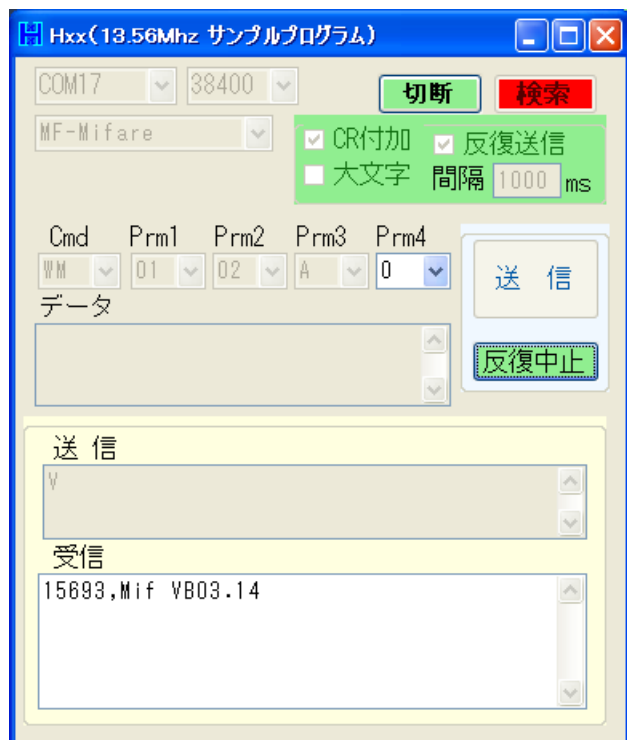 Hxx(13.56Mhz サンプルプログラム)
COM17 38400 切断 検索
MF-Mifare
CR付加 反復送信
大文字 間隔 1000 ms
Cmd Prm1 Prm2 Prm3 Prm4
WM 01 02 A 0
送 信
データ
反復中止
送 信
V
受信
15693,Mif VB03.14